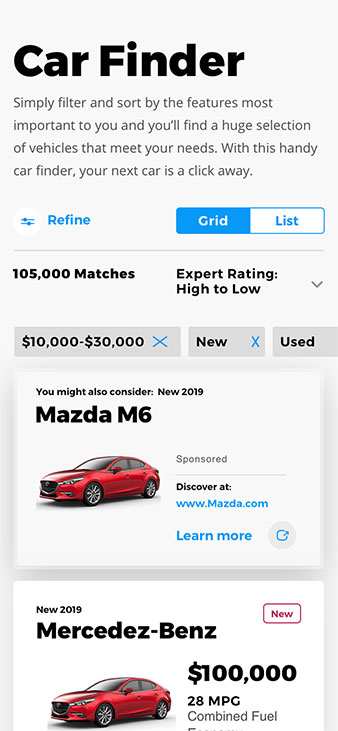 Car Finder
Simply filter and sort by the features most
important to you and you'll find a huge selection
of vehicles that meet your needs. With this handy
car finder, your next car is a click away.
Refine
Grid
List
105,000 Matches
Expert Rating:
High to Low
$10,000-$30,000 X
New X
Used
You might also consider: New 2019
Mazda M6
Sponsored
Discover at:
www.Mazda.com
Learn more
New 2019
New
Mercedez-Benz
$100,000
28 MPG
Combined Fuel
Economy